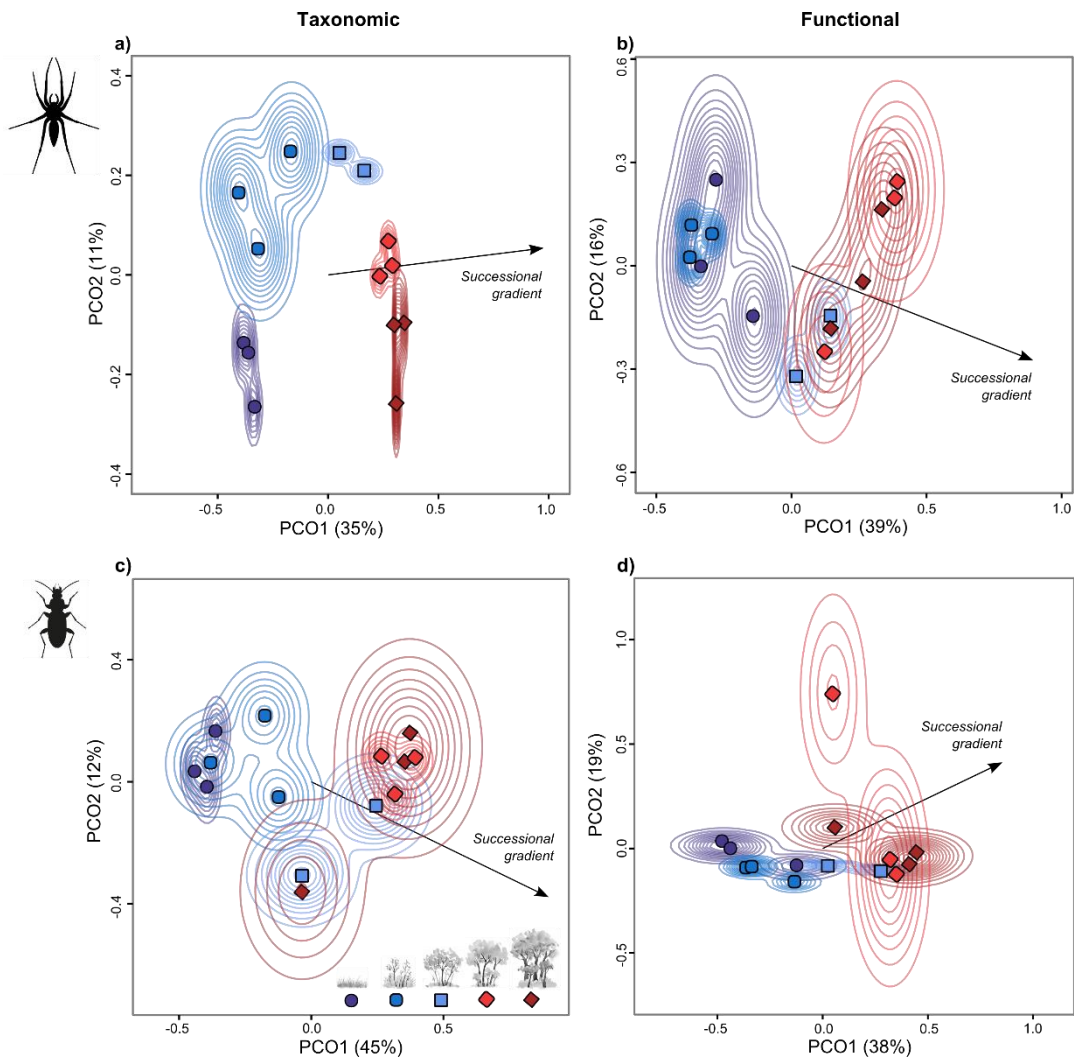 Taxonomic
Functional
a)
b)
0.4
0.2
0.0
-0.2
-0.4
PCO2 (11%)
-0.5
0.0
0.5
1.0
PCO1 (35%)
Successional
gradient
0.6
0.3
0.0
-0.3
-0.6
PCO2 (16%)
-0.5
0.0
0.5
1.0
PCO1 (39%)
Successional
gradient
c)
d)
0.4
0.0
-0.4
PCO2 (12%)
-0.5
0.0
0.5
PCO1 (45%)
Successional
gradient
1.0
0.5
0.0
-0.5
PCO2 (19%)
-0.5
0.0
0.5
1.0
PCO1 (38%)
Successional
gradient